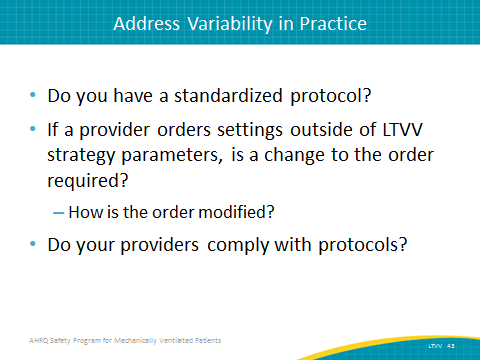 Address Variability in Practice
• Do you have a standardized protocol?
• If a provider orders settings outside of LTVV
strategy parameters, is a change to the order
required?
– How is the order modified?
• Do your providers comply with protocols?
AHRQ Safety Program for Mechanically Ventilated Patients
LTVV 45